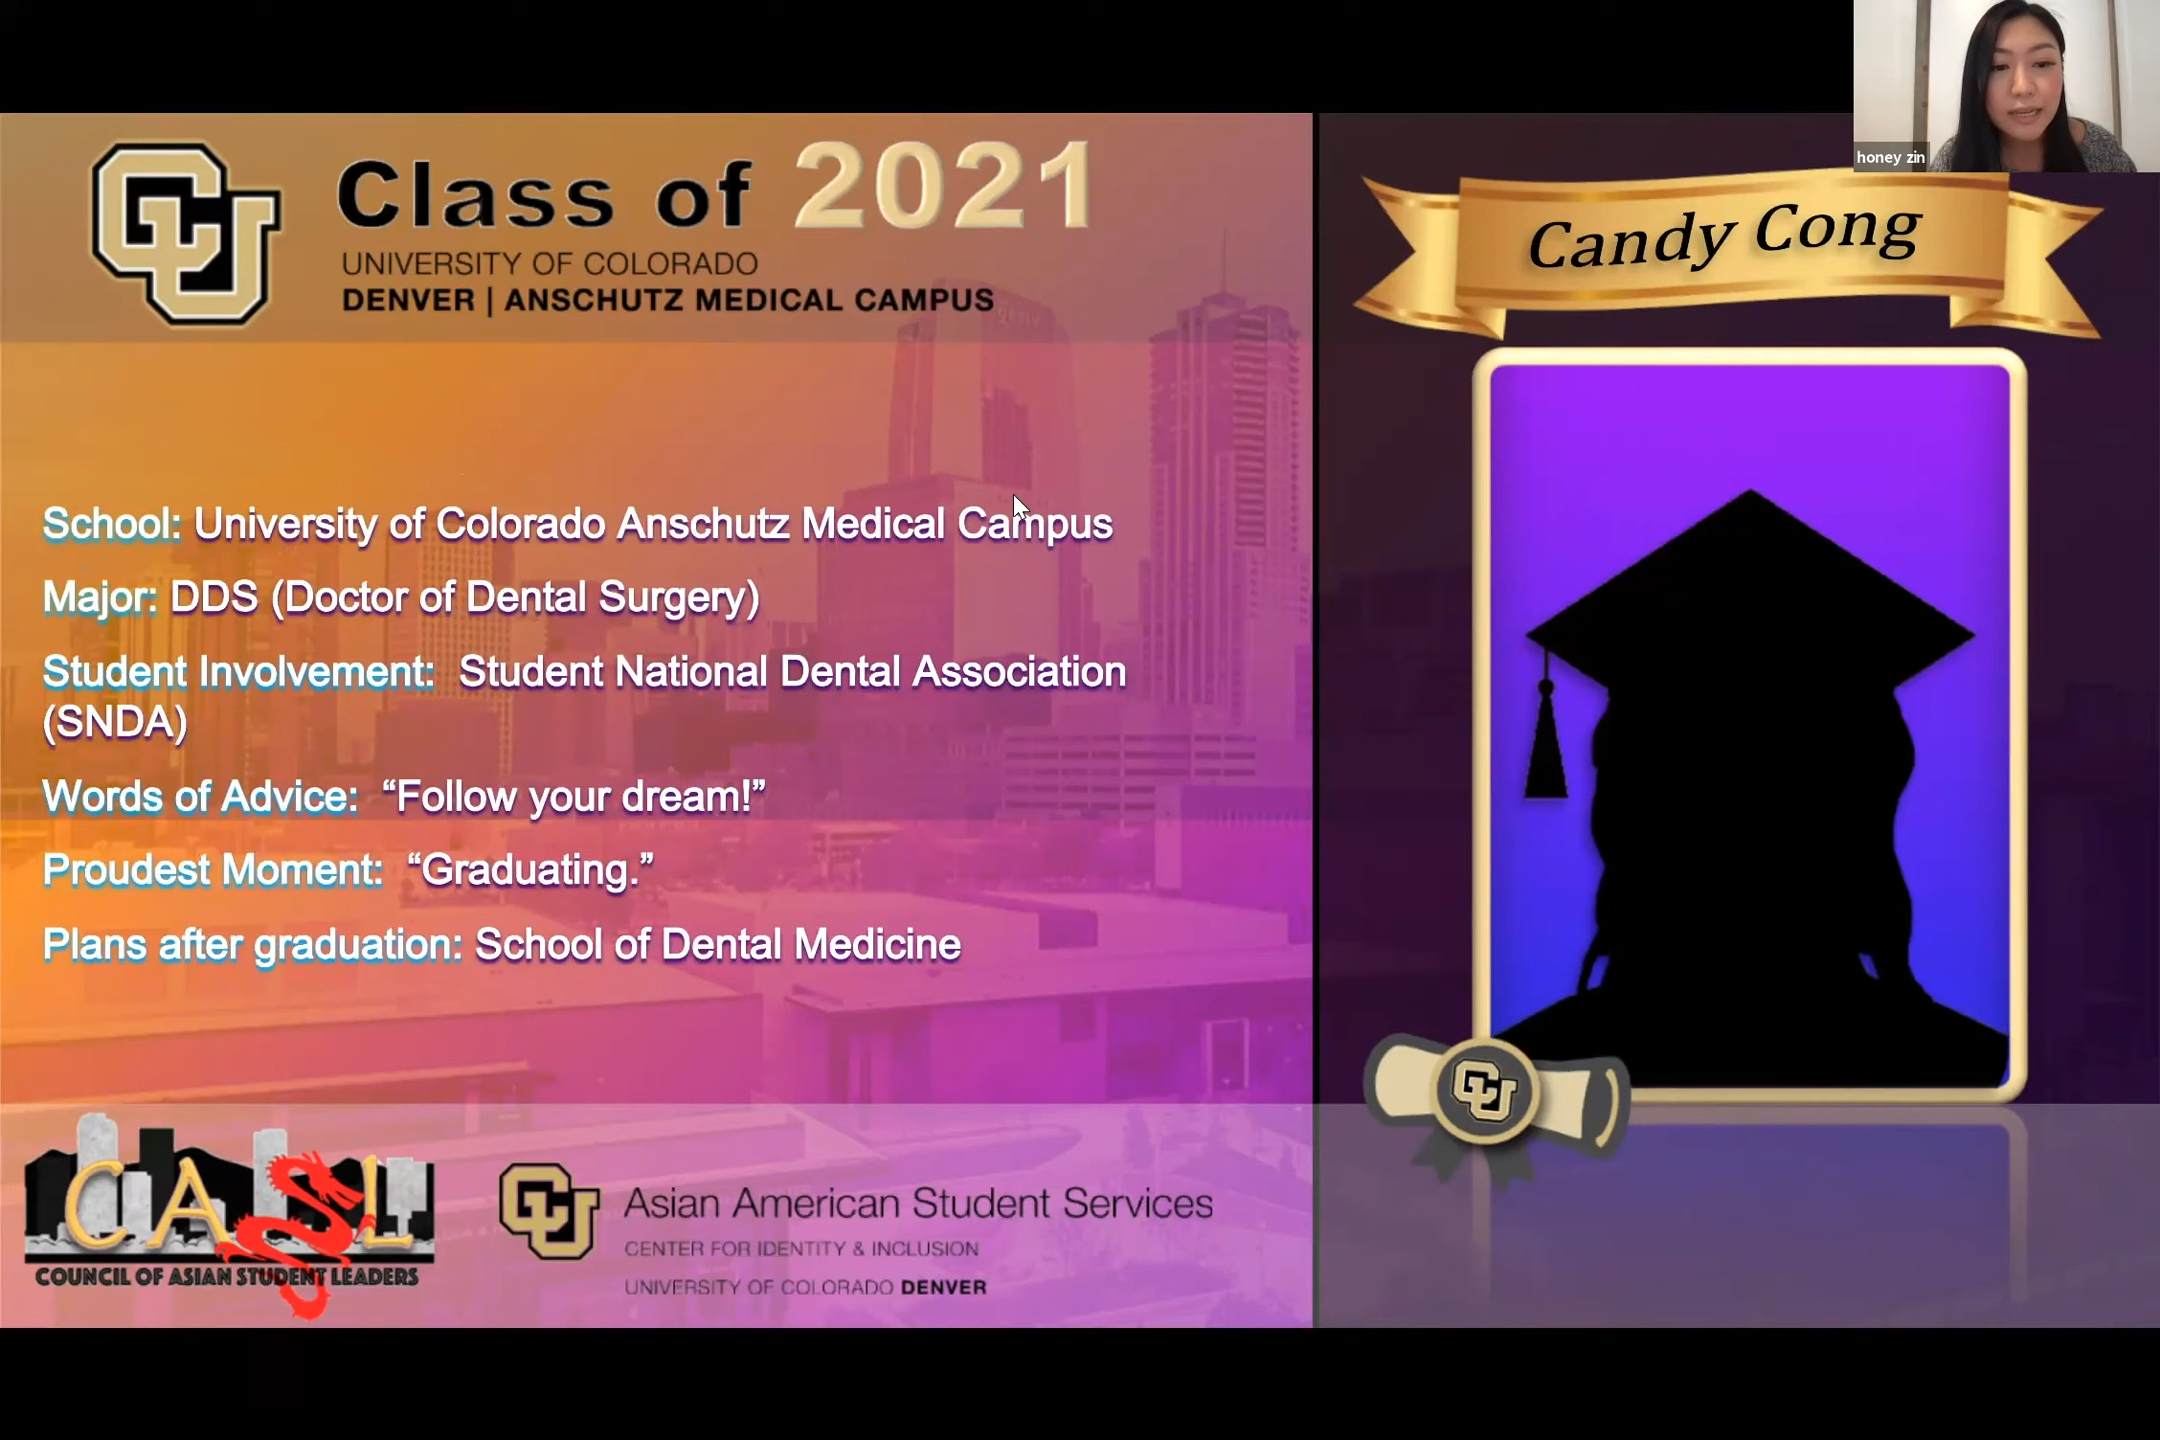 honey zin
CU
Class of 2021
UNIVERSITY OF COLORADO
DENVER | ANSCHUTZ MEDICAL CAMPUS
Candy Cong
School: University of Colorado Anschutz Medical Campus
Major: DDS (Doctor of Dental Surgery)
Student Involvement: Student National Dental Association
(SNDA)
Words of Advice: “Follow your dream!”
Proudest Moment: “Graduating.”
Plans after graduation: School of Dental Medicine
CU
CASL
COUNCIL OF ASIAN STUDENT LEADERS
CU
Asian American Student Services
CENTER FOR IDENTITY & INCLUSION
UNIVERSITY OF COLORADO DENVER